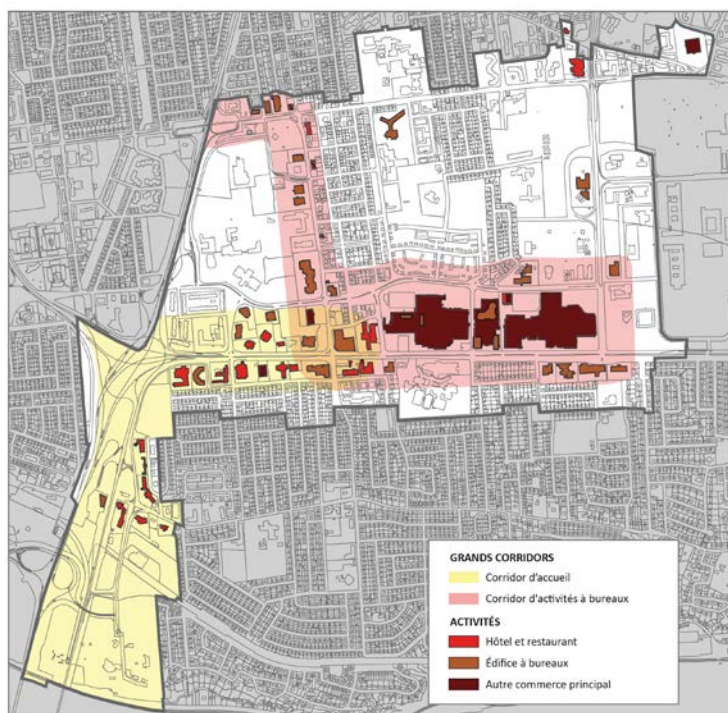 GRANDS CORRIDORS
Corridor d'accueil
Corridor d'activités à bureaux
ACTIVITÉS
Hôtel et restaurant
Édifice à bureaux
Autre commerce principal